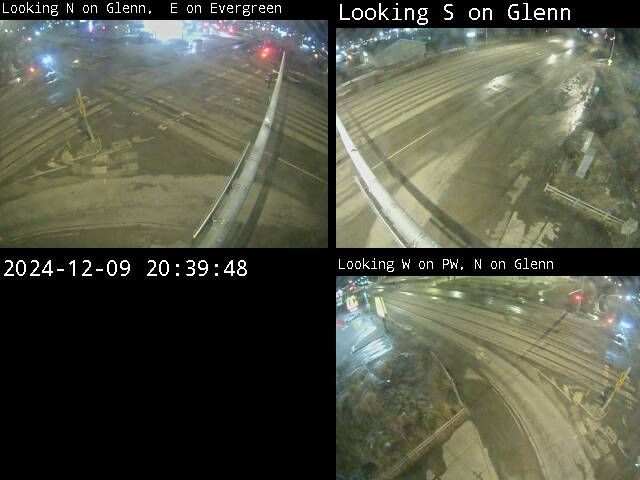 Looking N on Glenn,  E on Evergreen
Looking S on Glenn
2024-12-09 20:39:48
Looking W on PW, N on Glenn